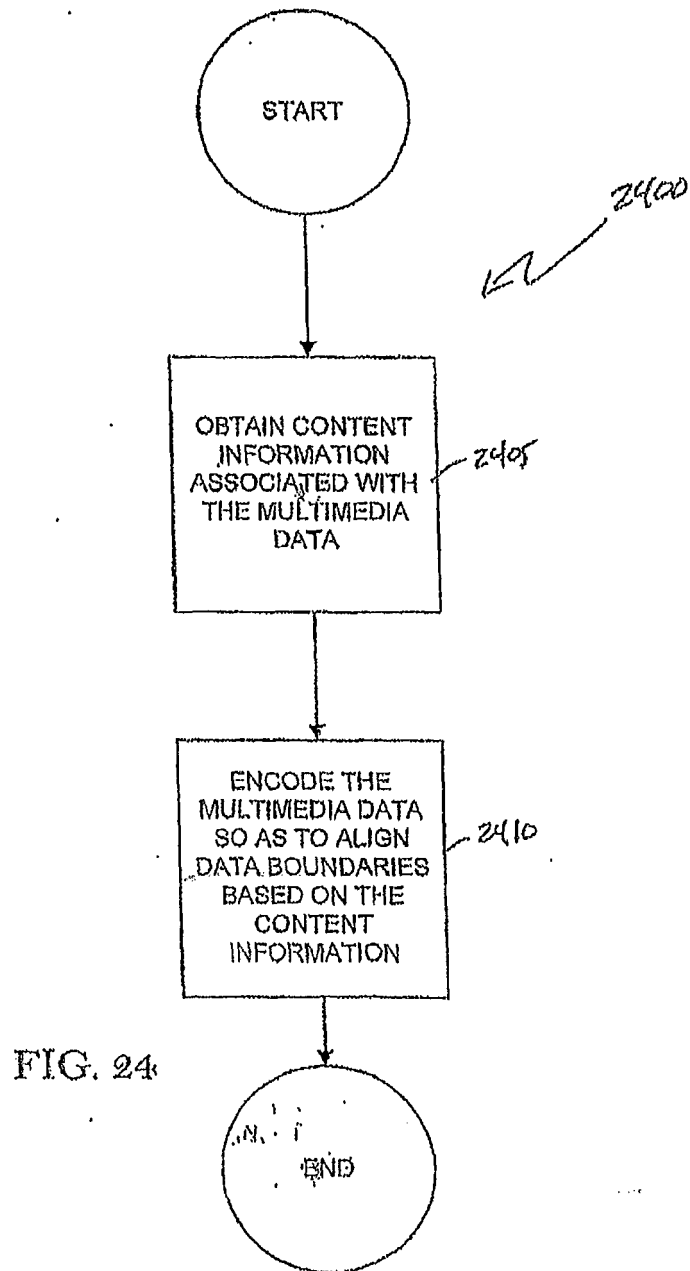 START
2400
OBTAIN CONTENT
INFORMATION
ASSOCIATED WITH
THE MULTIMEDIA
DATA
2405
ENCODE THE
MULTIMEDIA DATA
SO AS TO ALIGN
DATA BOUNDARIES
BASED ON THE
CONTENT
INFORMATION
2410
FIG. 24
END